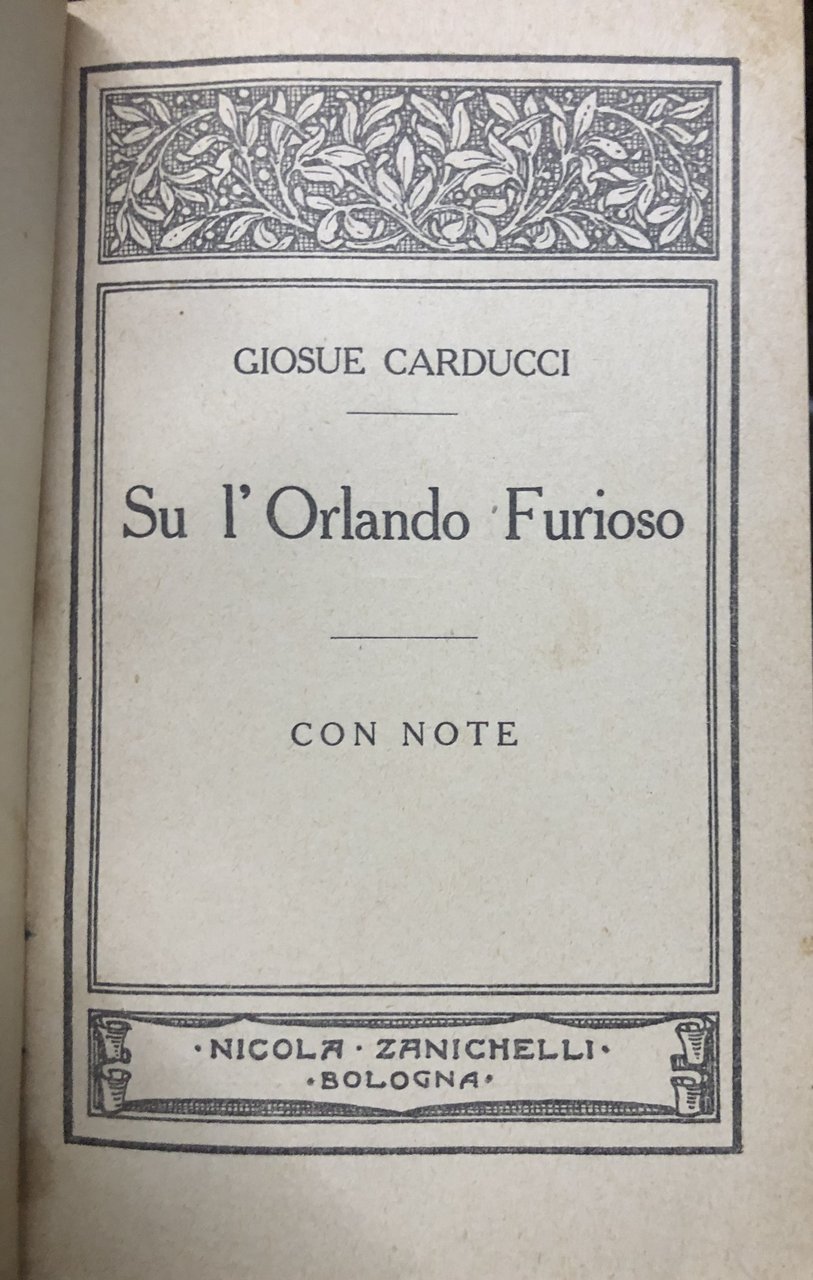 GIOSUE CARDUCCI
Su l' Orlando Furioso
CON NOTE
·NICOLA · ZANICHELLI·
·BOLOGNA·